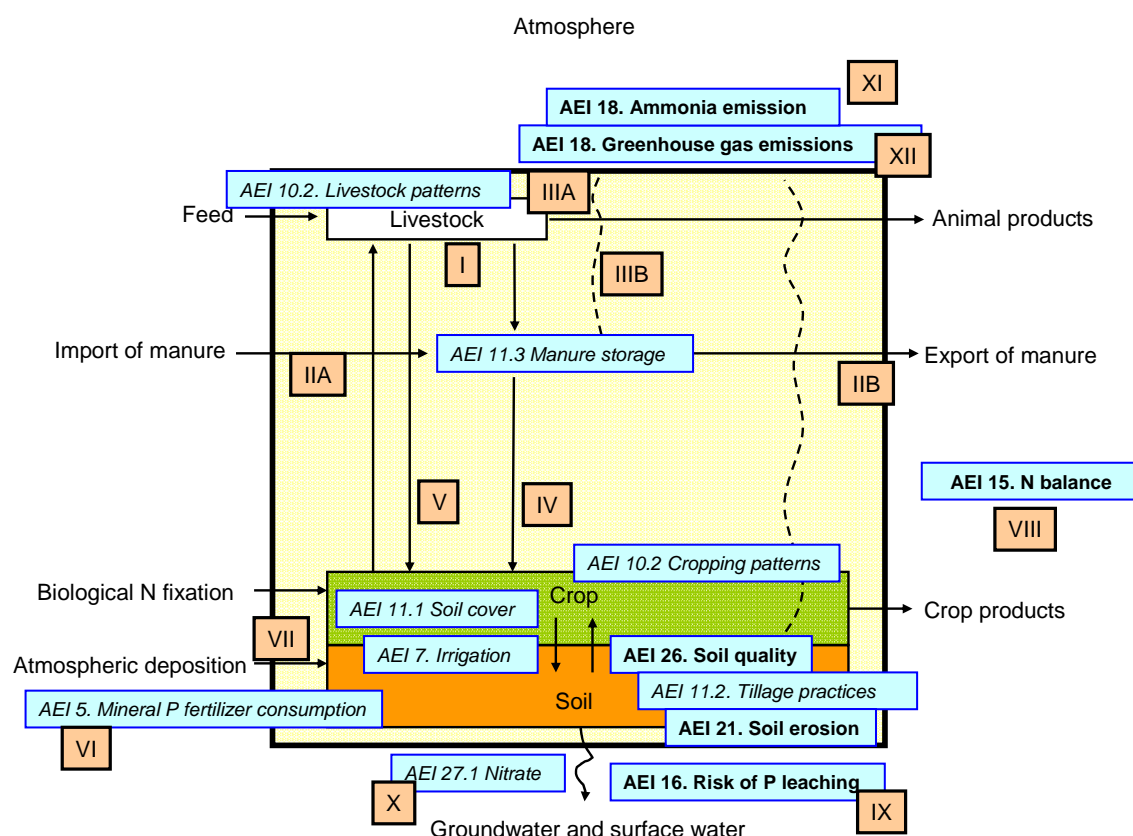 Atmosphere
XI
AEI 18. Ammonia emission
AEI 18. Greenhouse gas emissions
XII
AEI 10.2. Livestock patterns
IIIA
Feed
Livestock
Animal products
I
IIIB
Import of manure
AEI 11.3 Manure storage
Export of manure
IIA
IIB
AEI 15. N balance
V
IV
VIII
AEI 10.2 Cropping patterns
Biological N fixation
AEI 11.1 Soil cover
Crop
Crop products
VII
AEI 7. Irrigation
AEI 26. Soil quality
Atmospheric deposition
AEI 11.2. Tillage practices
AEI 5. Mineral P fertilizer consumption
Soil
AEI 21. Soil erosion
VI
AEI 27.1 Nitrate
AEI 16. Risk of P leaching
X
IX
Groundwater and surface water